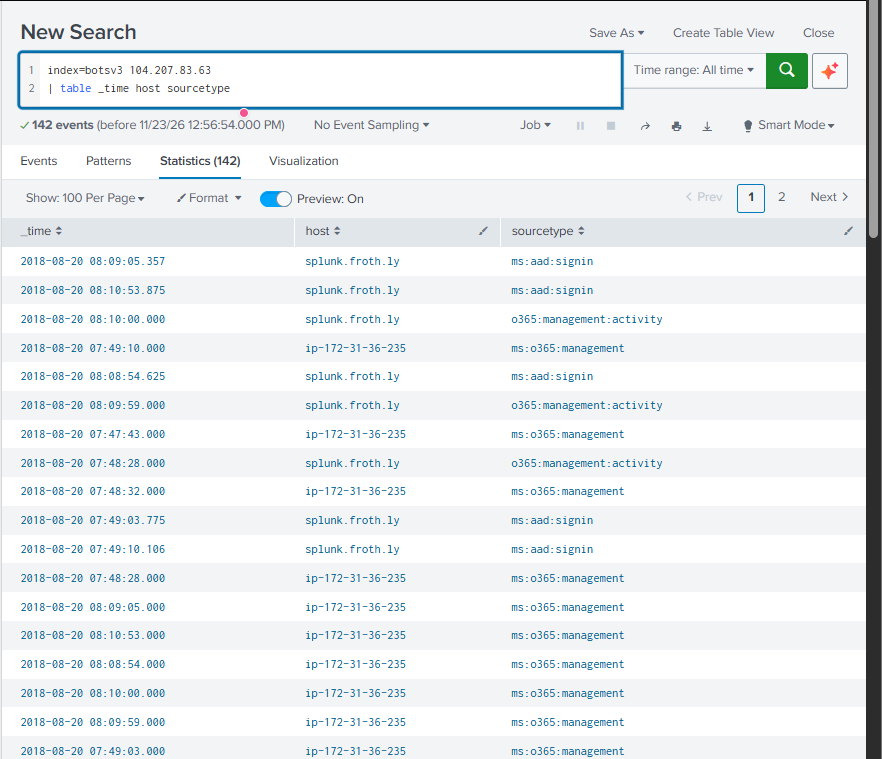 New Search
Save As Create Table View Close
1 index=botsv3 104.207.83.63
2 | table _time host sourcetype
Time range: All time
142 events (before 11/23/26 12:56:54.000 PM) No Event Sampling Job Smart Mode
Events Patterns Statistics (142) Visualization
Show: 100 Per Page Format Preview: On Prev 1 2 Next
_time host sourcetype
2018-08-20 08:09:05.357 splunk.froth.ly ms:aad:signin
2018-08-20 08:10:53.875 splunk.froth.ly ms:aad:signin
2018-08-20 08:10:00.000 splunk.froth.ly o365:management:activity
2018-08-20 07:49:10.000 ip-172-31-36-235 ms:o365:management
2018-08-20 08:08:54.625 splunk.froth.ly ms:aad:signin
2018-08-20 08:09:59.000 splunk.froth.ly o365:management:activity
2018-08-20 07:47:43.000 ip-172-31-36-235 ms:o365:management
2018-08-20 07:48:28.000 splunk.froth.ly o365:management:activity
2018-08-20 07:48:32.000 ip-172-31-36-235 ms:o365:management
2018-08-20 07:49:03.775 splunk.froth.ly ms:aad:signin
2018-08-20 07:49:10.106 splunk.froth.ly ms:aad:signin
2018-08-20 07:48:28.000 ip-172-31-36-235 ms:o365:management
2018-08-20 08:09:05.000 ip-172-31-36-235 ms:o365:management
2018-08-20 08:10:53.000 ip-172-31-36-235 ms:o365:management
2018-08-20 08:08:54.000 ip-172-31-36-235 ms:o365:management
2018-08-20 08:10:00.000 ip-172-31-36-235 ms:o365:management
2018-08-20 08:09:59.000 ip-172-31-36-235 ms:o365:management
2018-08-20 07:49:03.000 ip-172-31-36-235 ms:o365:management